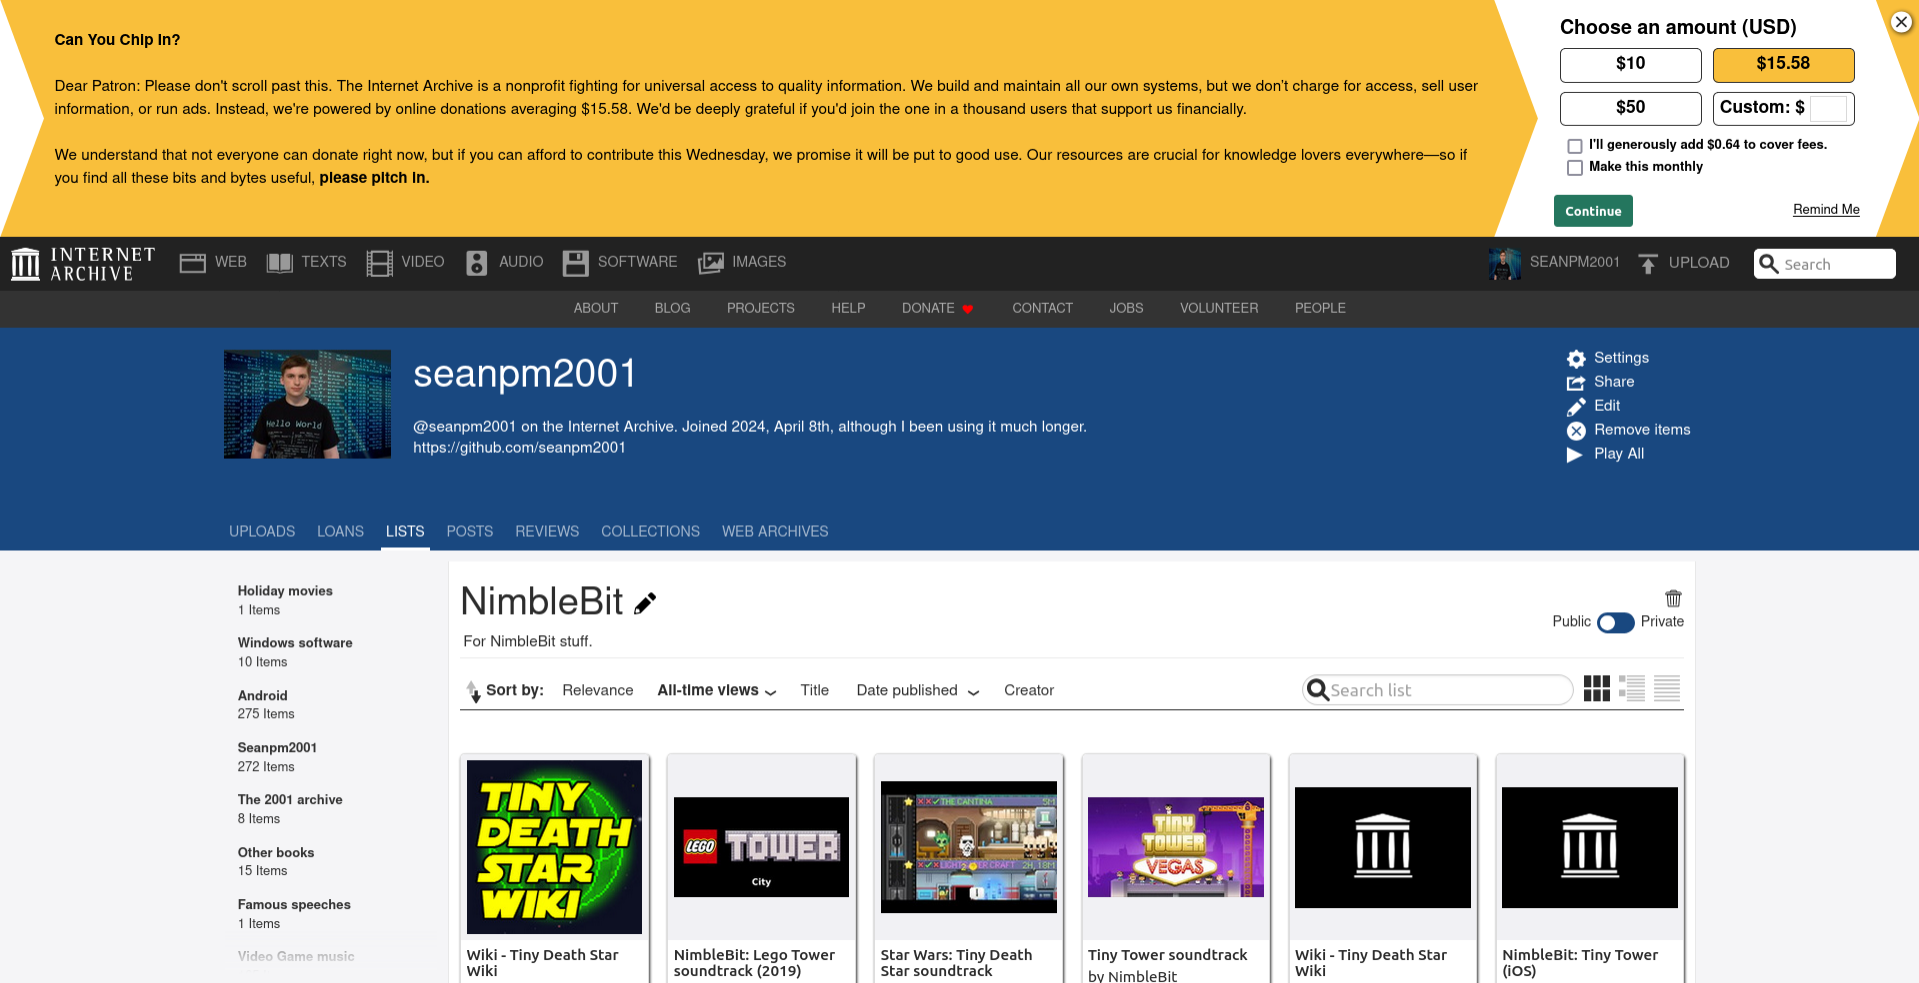 Can You Chip In?
Dear Patron: Please don't scroll past this. The Internet Archive is a nonprofit fighting for universal access to quality information. We build and maintain all our own systems, but we don't charge for access, sell user
information, or run ads. Instead, we're powered by online donations averaging $15.58. We'd be deeply grateful if you'd join the one in a thousand users that support us financially.
We understand that not everyone can donate right now, but if you can afford to contribute this Wednesday, we promise it will be put to good use. Our resources are crucial for knowledge lovers everywhere—so if
you find all these bits and bytes useful, please pitch in.
Choose an amount (USD)
$10 $15.58
$50 Custom: $
I'll generously add $0.64 to cover fees.
Make this monthly
Continue Remind Me
INTERNET
ARCHIVE
WEB TEXTS VIDEO AUDIO SOFTWARE IMAGES SEANPM2001 UPLOAD Search
ABOUT BLOG PROJECTS HELP DONATE CONTACT JOBS VOLUNTEER PEOPLE
Hello World
seanpm2001
@seanpm2001 on the Internet Archive. Joined 2024, April 8th, although I been using it much longer.
https://github.com/seanpm2001
Settings
Share
Edit
Remove items
Play All
UPLOADS LOANS LISTS POSTS REVIEWS COLLECTIONS WEB ARCHIVES
Holiday movies
1 Items
Windows software
10 Items
Android
275 Items
Seanpm2001
272 Items
The 2001 archive
8 Items
Other books
15 Items
Famous speeches
1 Items
Video Game music
NimbleBit
For NimbleBit stuff.
Public Private
Sort by: Relevance All-time views Title Date published Creator Search list
TINY
DEATH
STAR
WIKI
Wiki - Tiny Death Star
Wiki
LEGO TOWER
City
NimbleBit: Lego Tower
soundtrack (2019)
THE CANTINA 5M
2H, 18M
Star Wars: Tiny Death
Star soundtrack
TINY
TOWER
VEGAS
Tiny Tower soundtrack
by NimbleBit
Wiki - Tiny Death Star
Wiki
NimbleBit: Tiny Tower
(iOS)